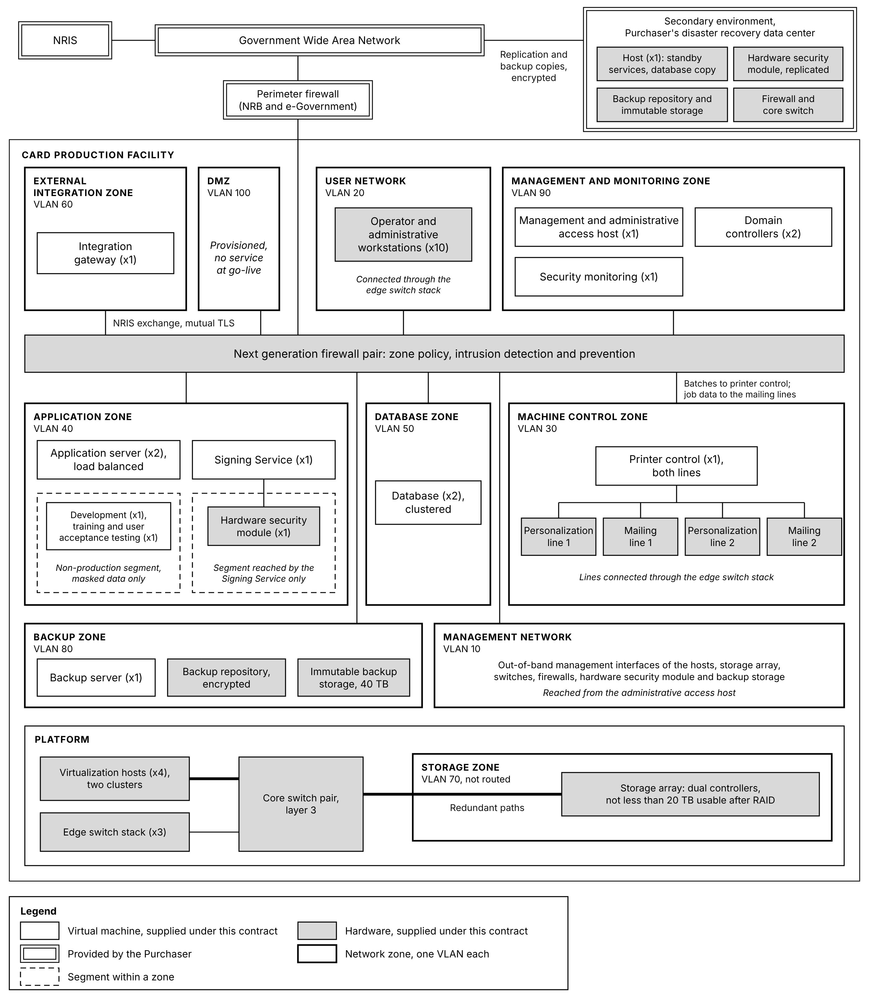 NRIS
Government Wide Area Network
Secondary environment,
Purchaser's disaster recovery data center
Host (x1): standby
services, database copy
Hardware security
module, replicated
Backup repository and
immutable storage
Firewall and
core switch
Replication and
backup copies,
encrypted
Perimeter firewall
(NRB and e-Government)
CARD PRODUCTION FACILITY
EXTERNAL
INTEGRATION ZONE
VLAN 60
Integration
gateway (x1)
DMZ
VLAN 100
Provisioned,
no service
at go-live
USER NETWORK
VLAN 20
Operator and
administrative
workstations (x10)
Connected through the
edge switch stack
MANAGEMENT AND MONITORING ZONE
VLAN 90
Management and administrative
access host (x1)
Domain
controllers (x2)
Security monitoring (x1)
NRIS exchange, mutual TLS
Next generation firewall pair: zone policy, intrusion detection and prevention
Batches to printer control;
job data to the mailing lines
APPLICATION ZONE
VLAN 40
Application server (x2),
load balanced
Signing Service (x1)
Development (x1),
training and user
acceptance testing (x1)
Non-production segment,
masked data only
Hardware security
module (x1)
Segment reached by the
Signing Service only
DATABASE ZONE
VLAN 50
Database (x2),
clustered
MACHINE CONTROL ZONE
VLAN 30
Printer control (x1),
both lines
Personalization
line 1
Mailing
line 1
Personalization
line 2
Mailing
line 2
Lines connected through the edge switch stack
BACKUP ZONE
VLAN 80
Backup server (x1)
Backup repository,
encrypted
Immutable backup
storage, 40 TB
MANAGEMENT NETWORK
VLAN 10
Out-of-band management interfaces of the hosts, storage array,
switches, firewalls, hardware security module and backup storage
Reached from the administrative access host
PLATFORM
Virtualization hosts (x4),
two clusters
Edge switch stack (x3)
Core switch pair,
layer 3
STORAGE ZONE
VLAN 70, not routed
Redundant paths
Storage array: dual controllers,
not less than 20 TB usable after RAID
Legend
Virtual machine, supplied under this contract
Hardware, supplied under this contract
Provided by the Purchaser
Network zone, one VLAN each
Segment within a zone